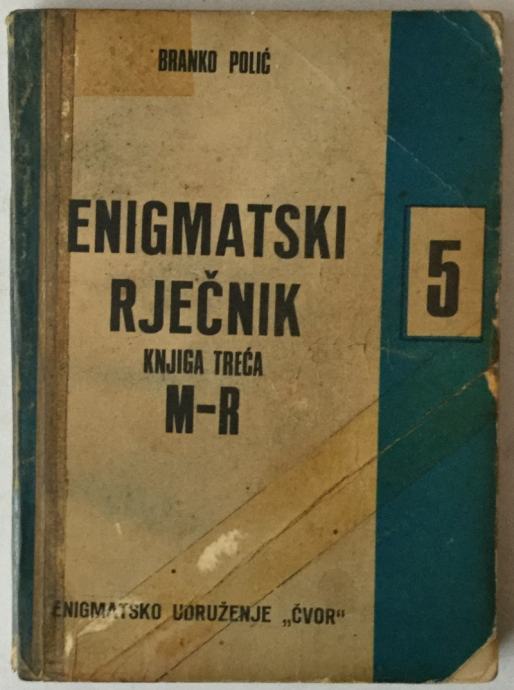 BRANKO POLIĆ
ENIGMATSKI
RJEČNIK
KNJIGA TREĆA
M-R
5
ENIGMATSKO UDRUŽENJE „ČVOR"